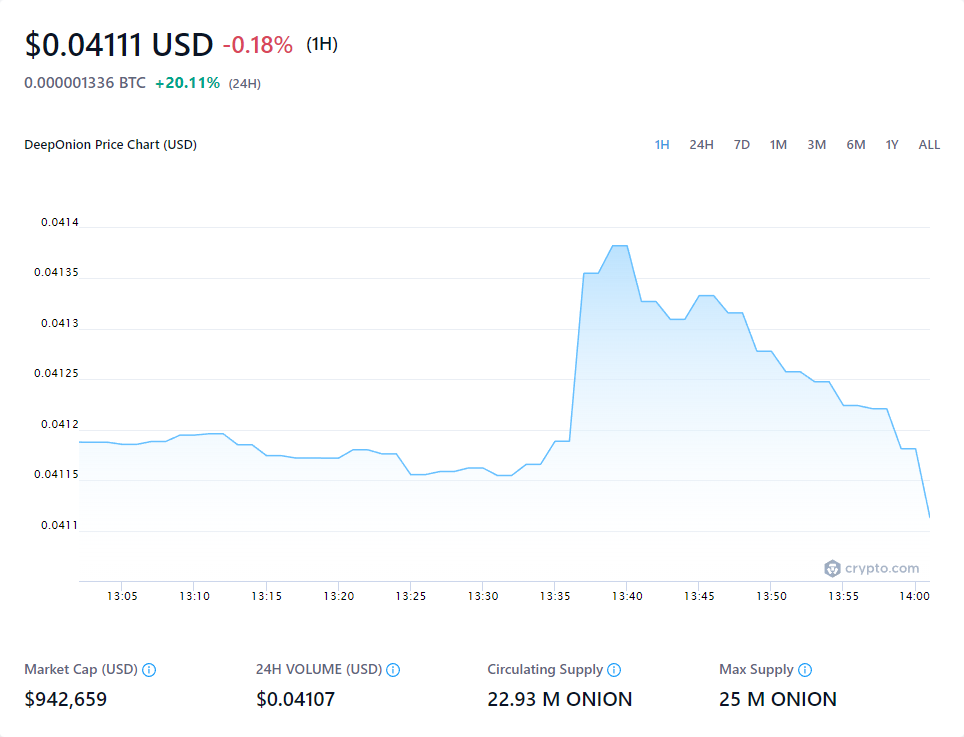 $0.04111 USD -0.18% (1H)
0.000001336 BTC +20.11% (24H)
DeepOnion Price Chart (USD)
1H 24H 7D 1M 3M 6M 1Y ALL
0.0414
0.04135
0.0413
0.04125
0.0412
0.04115
0.0411
crypto.com
13:05 13:10 13:15 13:20 13:25 13:30 13:35 13:40 13:45 13:50 13:55 14:00
Market Cap (USD) 24H VOLUME (USD) Circulating Supply Max Supply
$942,659 $0.04107 22.93 M ONION 25 M ONION